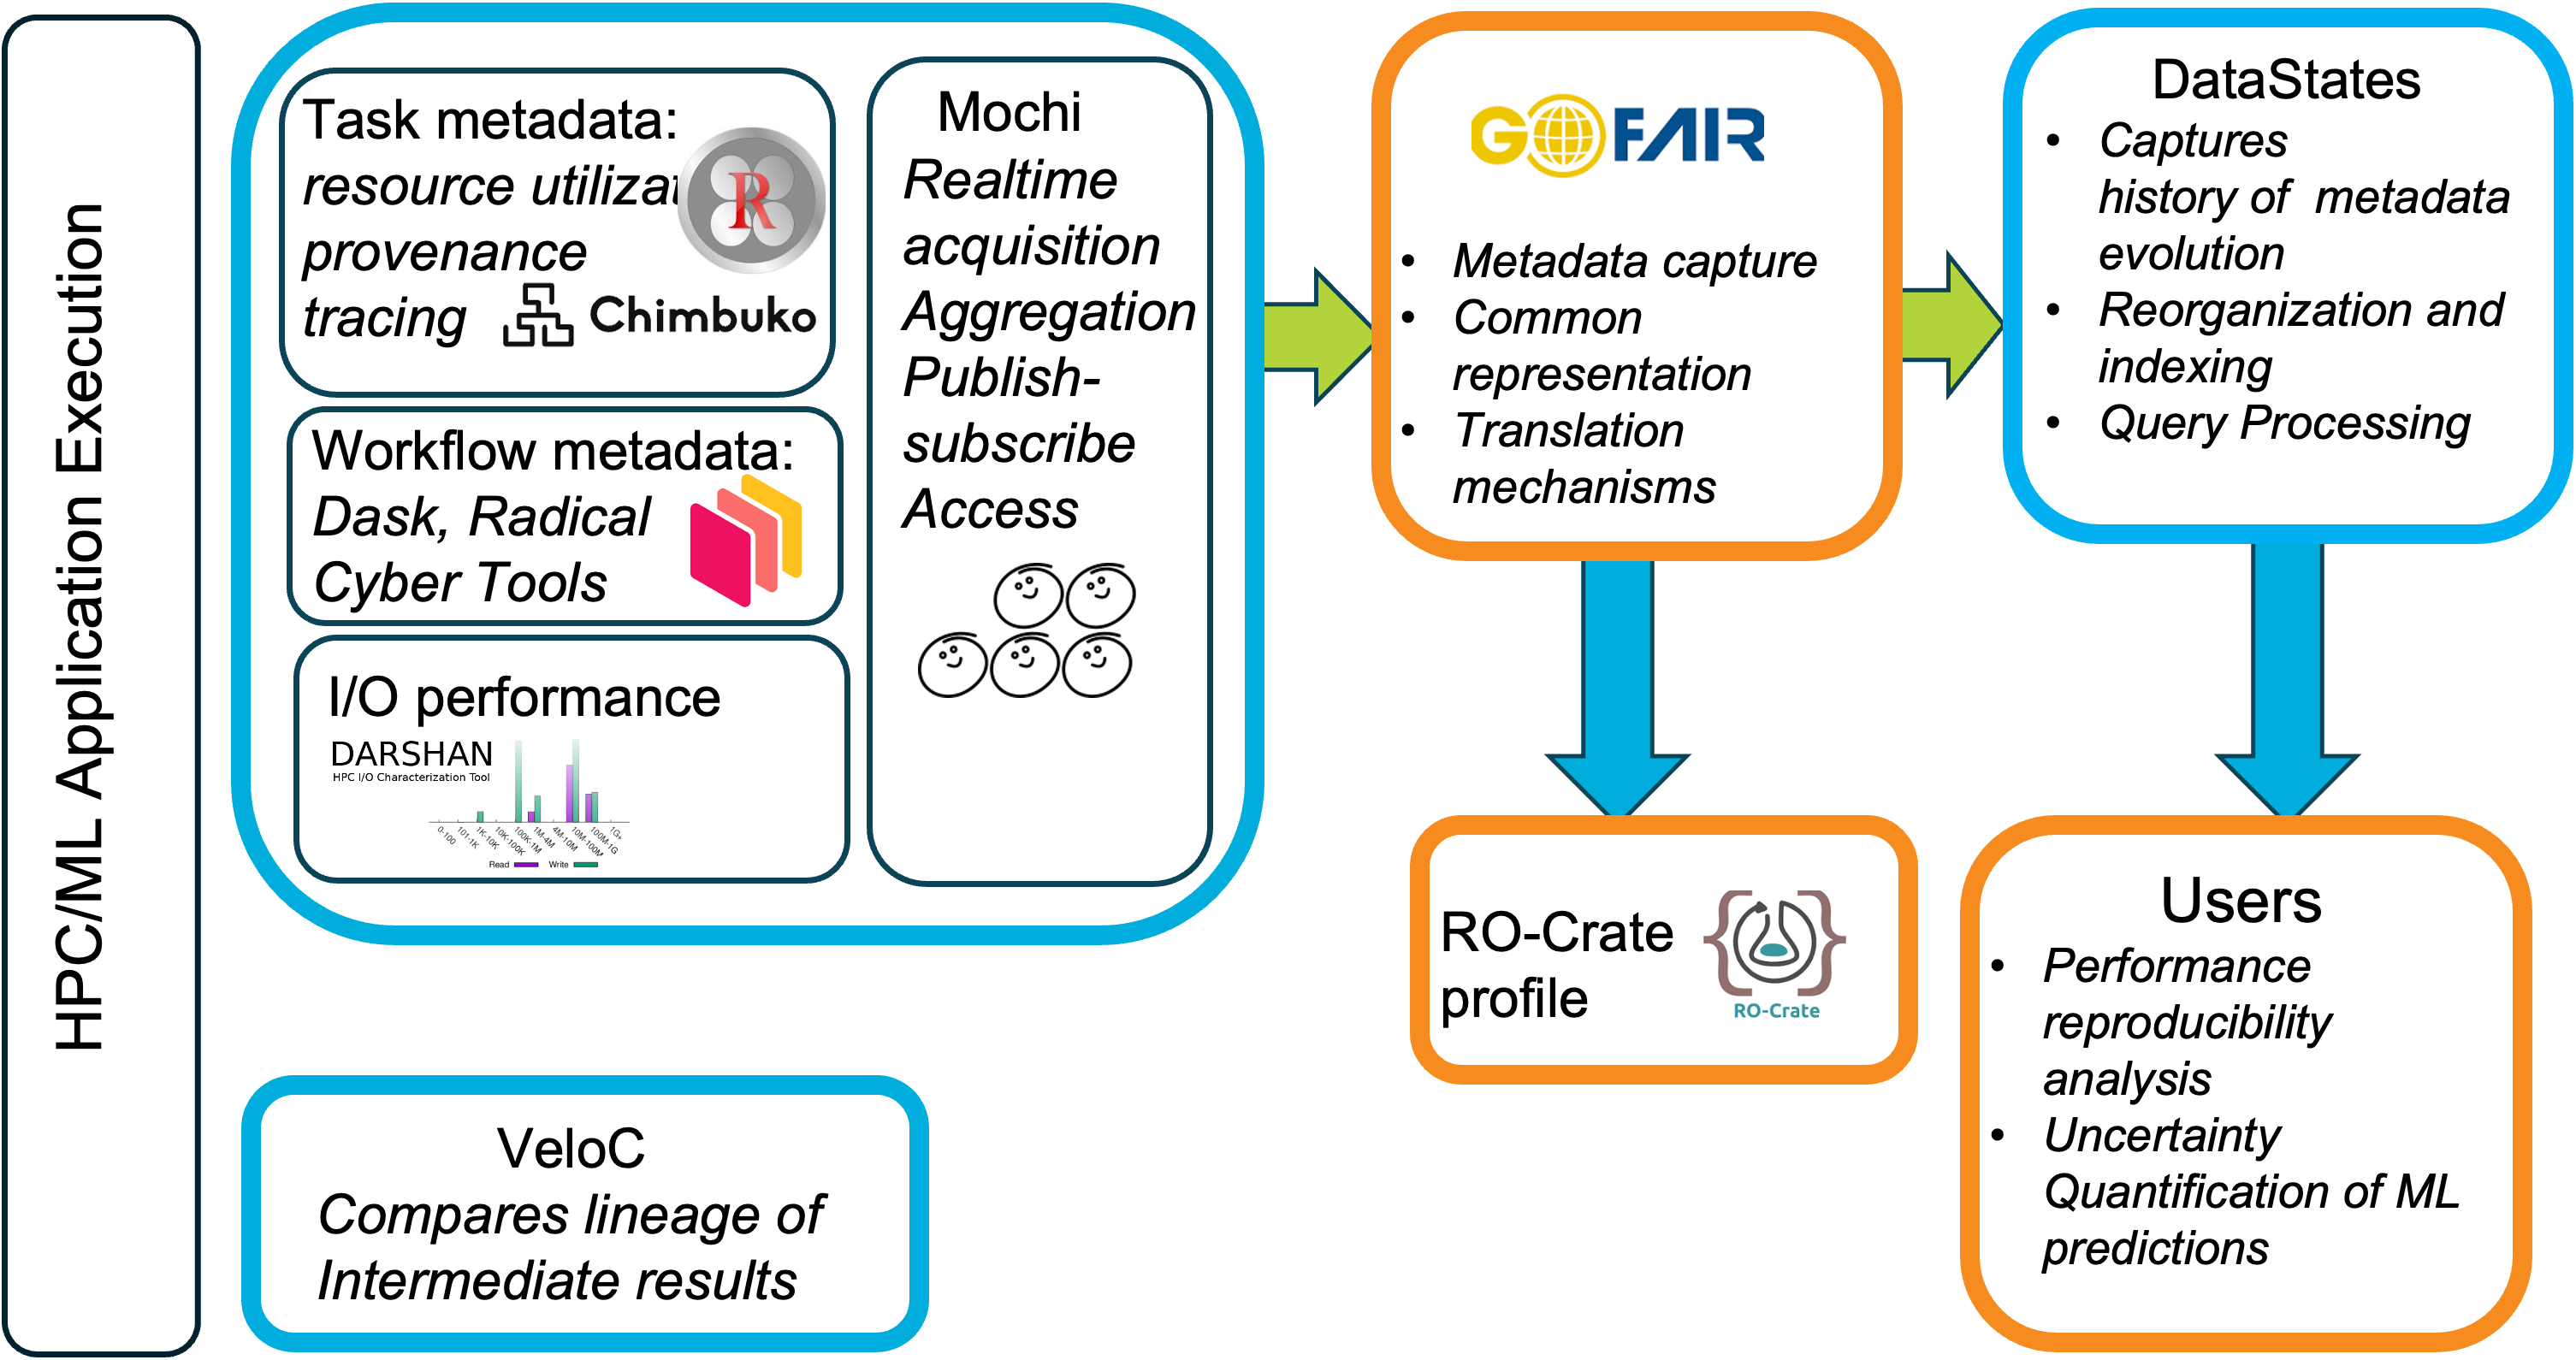 HPC/ML Application Execution
Task metadata:
resource utilizat
provenance
tracing
R
Chimbuko
Workflow metadata:
Dask, Radical
Cyber Tools
I/O performance
DARSHAN
HPC I/O Characterization Tool
0-100
101-1K
1K-10K
10K-100K
100K-1M
1M-4M
4M-10M
10M-100M
100M-1G
1G+
Read
Write
Mochi
Realtime
acquisition
Aggregation
Publish-
subscribe
Access
GO FAIR
• Metadata capture
• Common
representation
• Translation
mechanisms
DataStates
• Captures
history of metadata
evolution
• Reorganization and
indexing
• Query Processing
RO-Crate
profile
RO-Crate
Users
• Performance
reproducibility
analysis
• Uncertainty
Quantification of ML
predictions
VeloC
Compares lineage of
Intermediate results